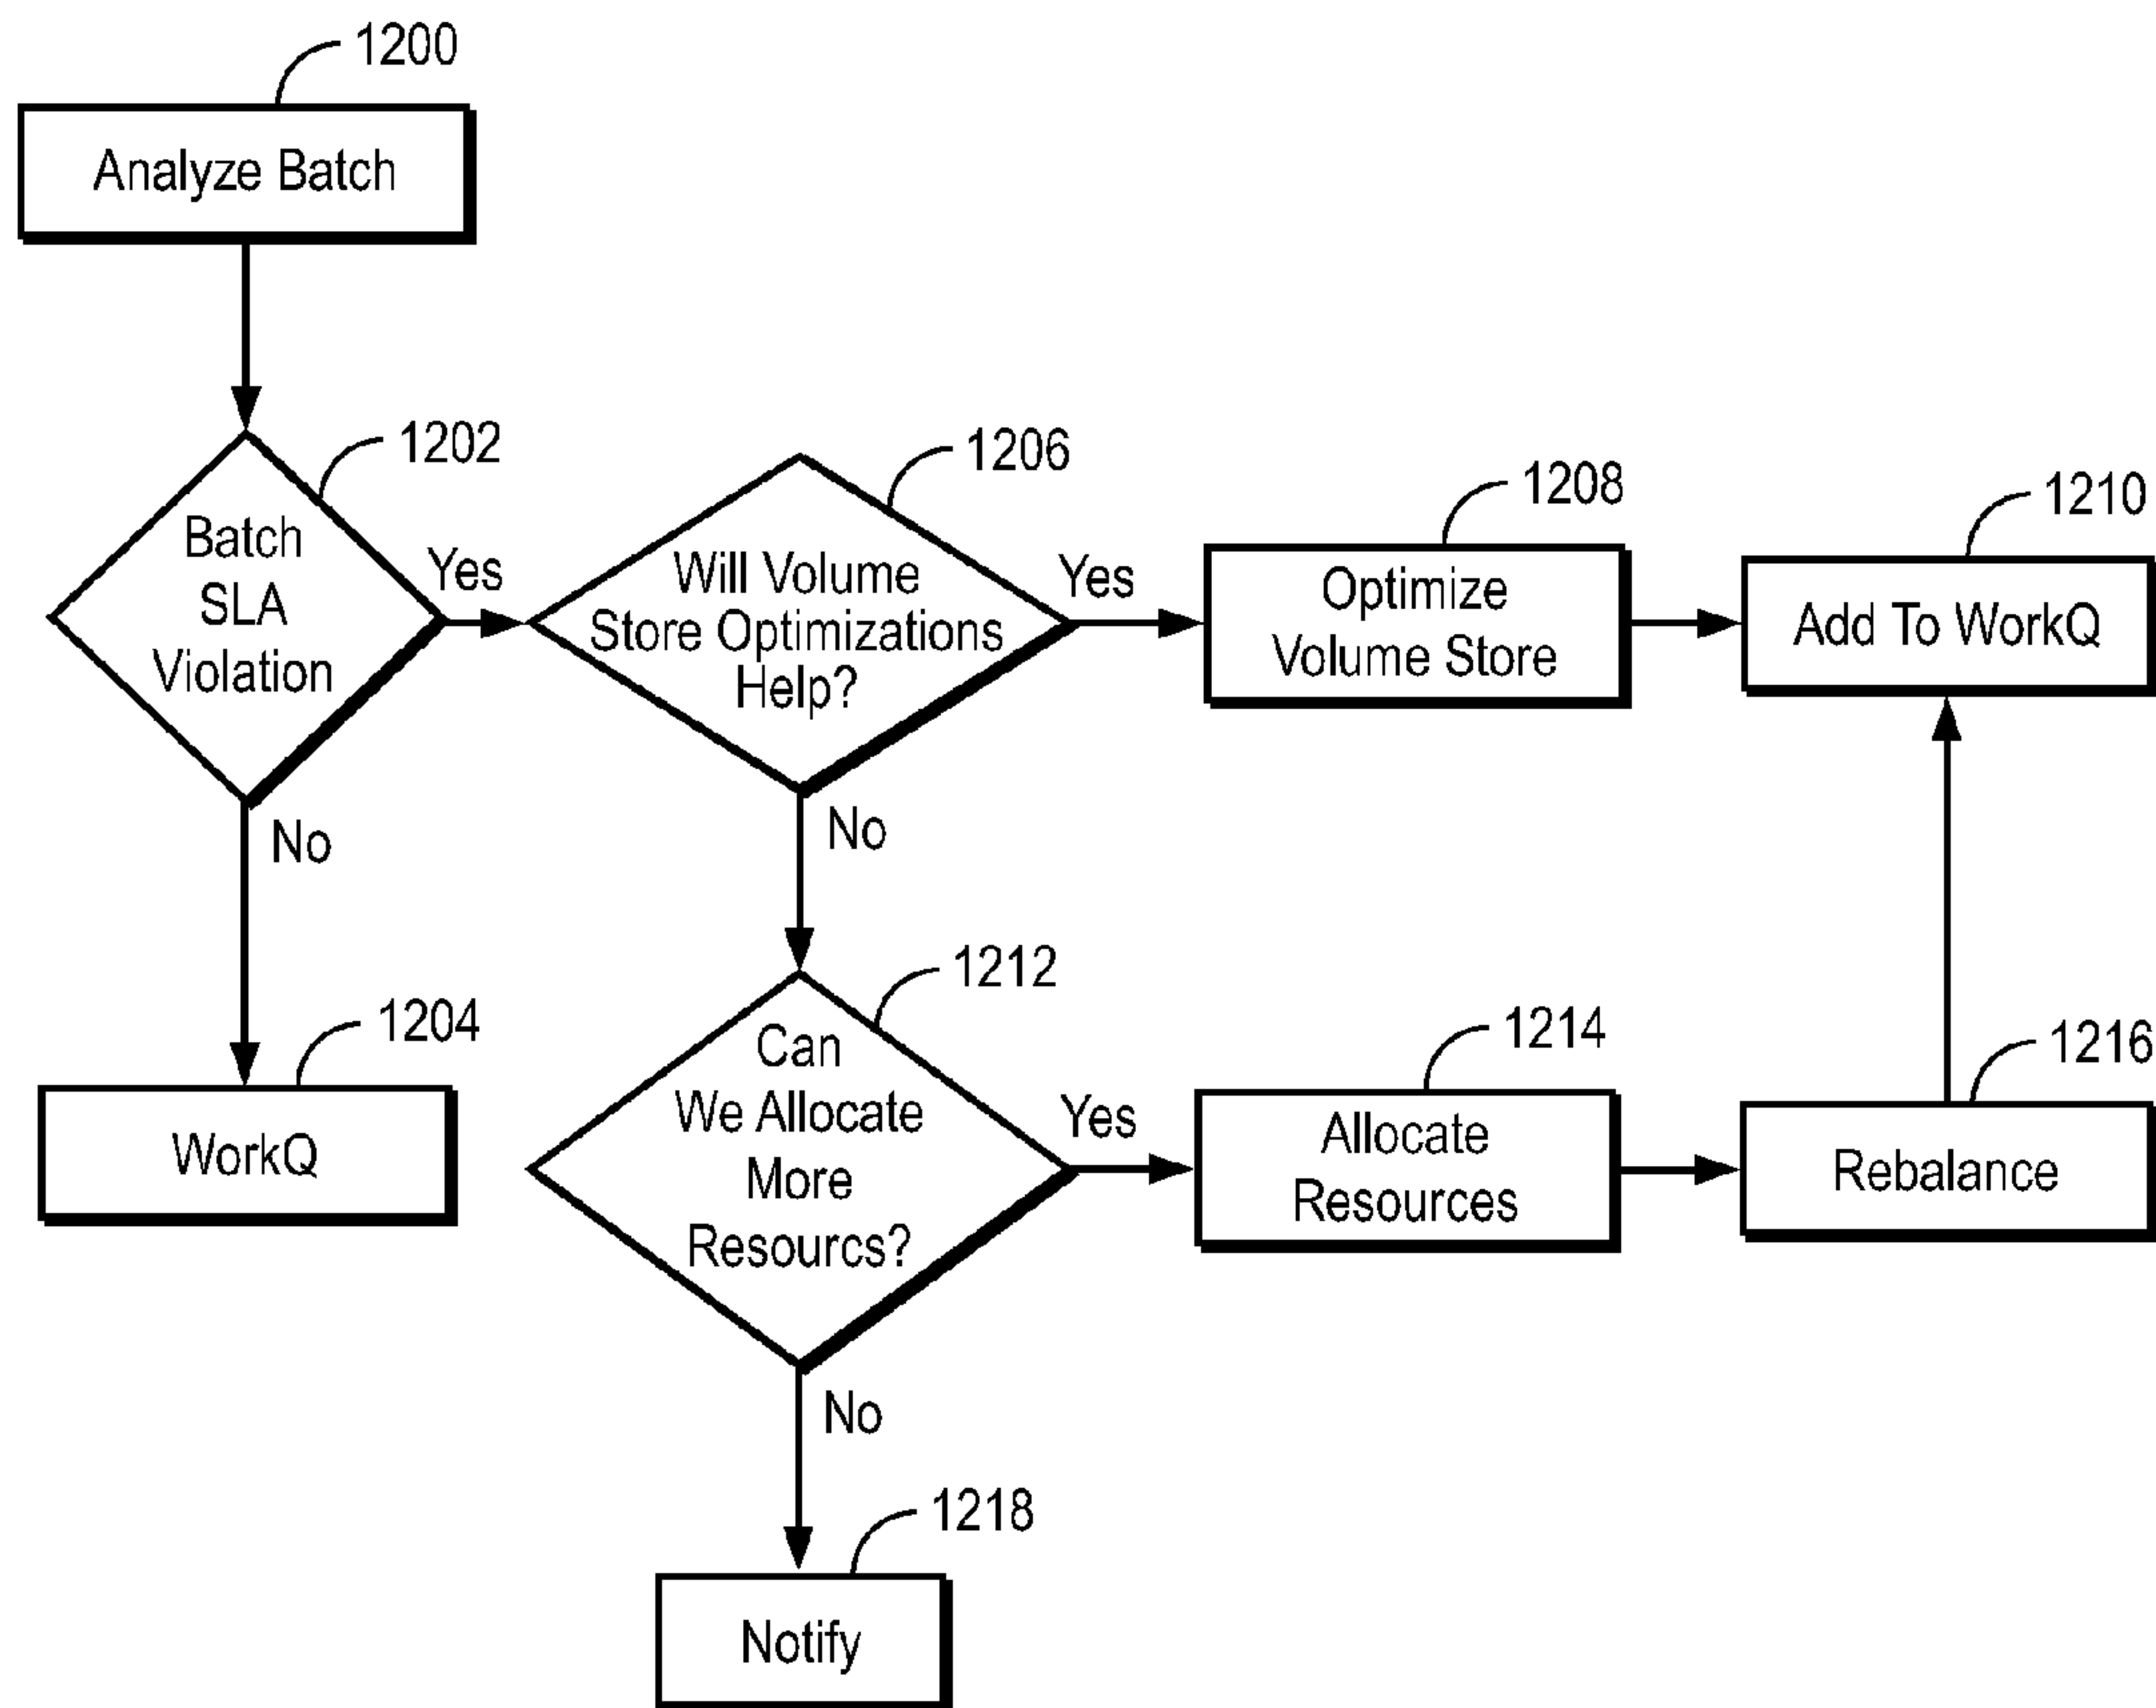 1200
Analyze Batch
1202
Batch
SLA
Violation
Yes
No
1204
WorkQ
1206
Will Volume
Store Optimizations
Help?
Yes
No
1208
Optimize
Volume Store
1210
Add To WorkQ
1212
Can
We Allocate
More
Resourcs?
Yes
No
1214
Allocate
Resources
1216
Rebalance
1218
Notify